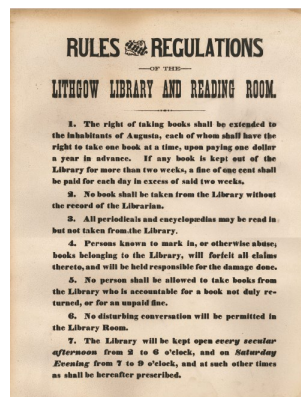 RULES & REGULATIONS
—OF THE—
LITHGOW LIBRARY AND READING ROOM.
1. The right of taking books shall be extended to
the inhabitants of Augusta, each of whom shall have the
right to take one book at a time, upon paying one dollar
a year in advance. If any book is kept out of the
Library for more than two weeks, a fine of one cent shall
be paid for each day in excess of said two weeks.
2. No book shall be taken from the Library without
the record of the Librarian.
3. All periodicals and encyclopædias may be read in
but not taken from the Library.
4. Persons known to mark in, or otherwise abuse,
books belonging to the Library, will forfeit all claims
thereto, and will be held responsible for the damage done.
5. No person shall be allowed to take books from
the Library who is accountable for a book not duly re-
turned, or for an unpaid fine.
6. No disturbing conversation will be permitted in
the Library Room.
7. The Library will be kept open every secular
afternoon from 2 to 6 o'clock, and on Saturday
Evening from 7 to 9 o'clock, and at such other times
as shall be hereafter prescribed.